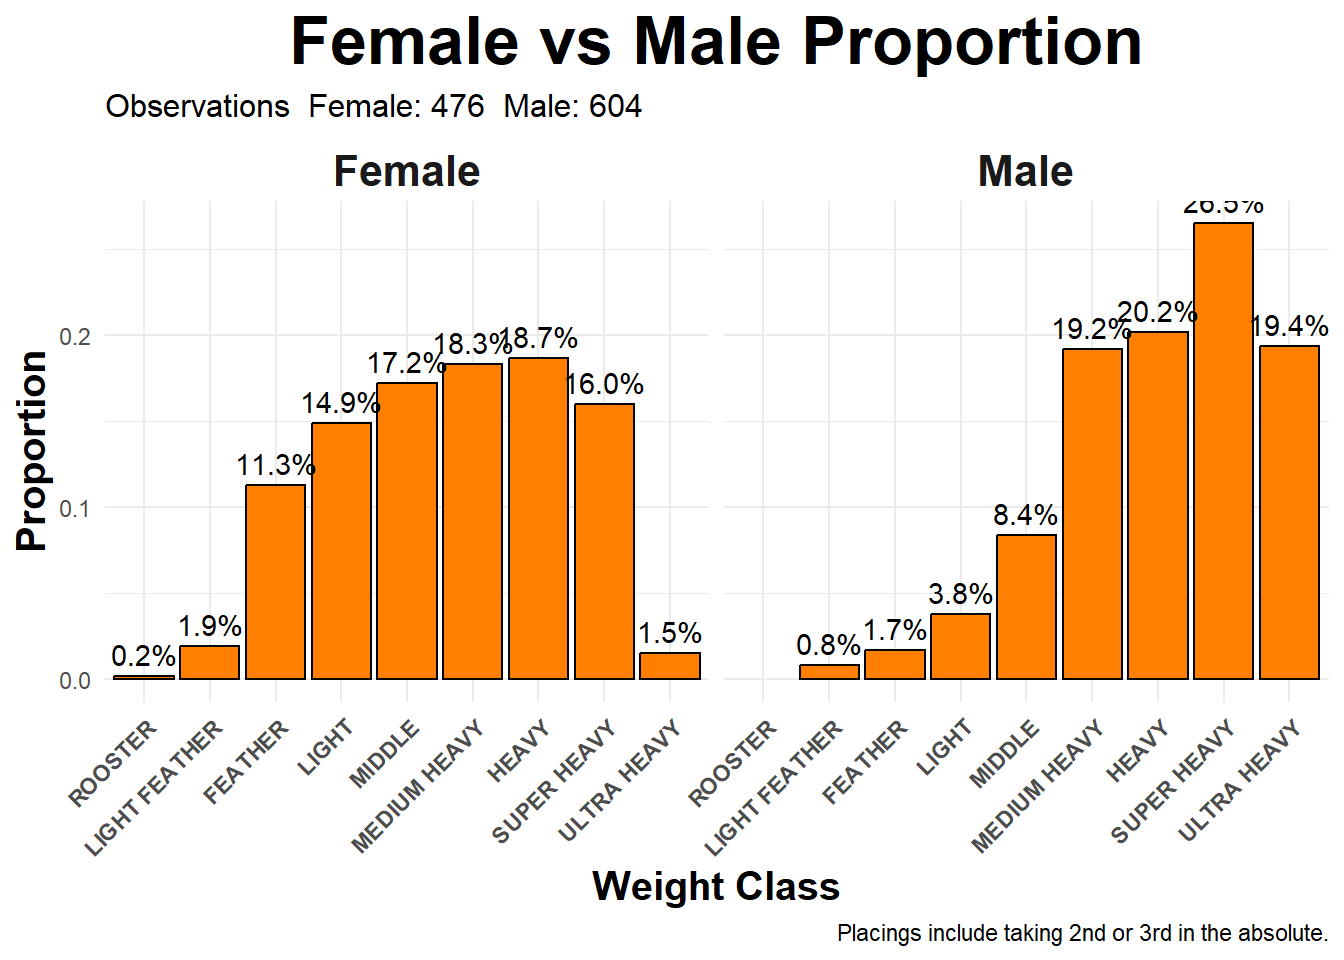 Female vs Male Proportion
Observations  Female: 476  Male: 604
Female
Male
Proportion
0.2
0.1
0.0
0.2%
1.9%
11.3%
14.9%
17.2%
18.3%
18.7%
16.0%
1.5%
0.8%
1.7%
3.8%
8.4%
19.2%
20.2%
26.5%
19.4%
ROOSTER
LIGHT FEATHER
FEATHER
LIGHT
MIDDLE
MEDIUM HEAVY
HEAVY
SUPER HEAVY
ULTRA HEAVY
ROOSTER
LIGHT FEATHER
FEATHER
LIGHT
MIDDLE
MEDIUM HEAVY
HEAVY
SUPER HEAVY
ULTRA HEAVY
Weight Class
Placings include taking 2nd or 3rd in the absolute.